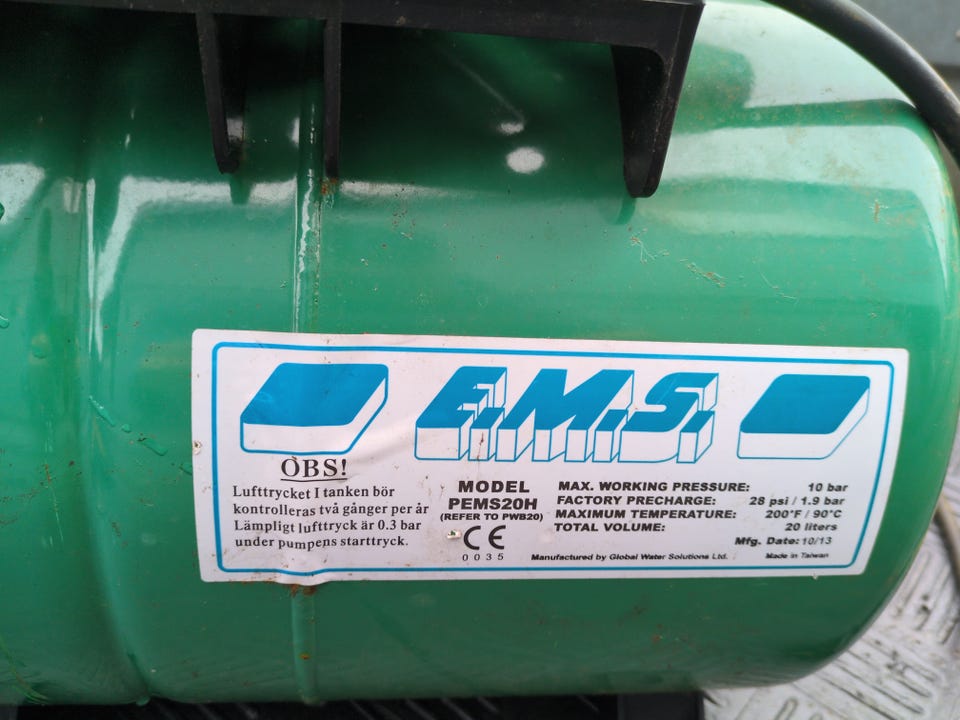 E.M.S.
OBS!
Lufttrycket I tanken bör
kontrolleras två gånger per år
Lämpligt lufttryck är 0.3 bar
under pumpens starttryck.
MODEL
PEMS20H
(REFER TO PWB20)
CE
0035
MAX. WORKING PRESSURE: 10 bar
FACTORY PRECHARGE: 28 psi / 1.9 bar
MAXIMUM TEMPERATURE: 200°F / 90°C
TOTAL VOLUME: 20 liters
Mfg. Date: 10/13
Manufactured by Global Water Solutions Ltd. Made in Taiwan